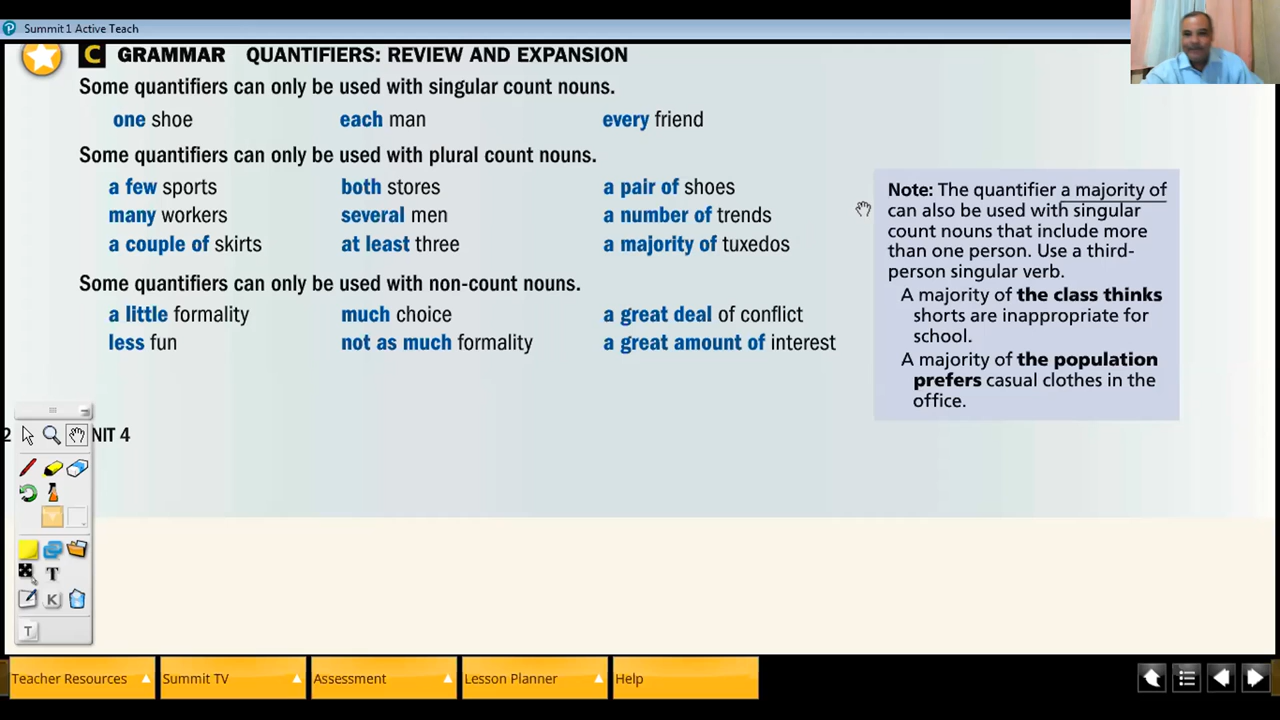 Summit 1 Active Teach
C GRAMMAR QUANTIFIERS: REVIEW AND EXPANSION
Some quantifiers can only be used with singular count nouns.
one shoe each man every friend
Some quantifiers can only be used with plural count nouns.
a few sports both stores a pair of shoes
many workers several men a number of trends
a couple of skirts at least three a majority of tuxedos
Some quantifiers can only be used with non-count nouns.
a little formality much choice a great deal of conflict
less fun not as much formality a great amount of interest
Note: The quantifier a majority of
can also be used with singular
count nouns that include more
than one person. Use a third-
person singular verb.
A majority of the class thinks
shorts are inappropriate for
school.
A majority of the population
prefers casual clothes in the
office.
2 NIT 4
T
K
T
Teacher Resources Summit TV Assessment Lesson Planner Help